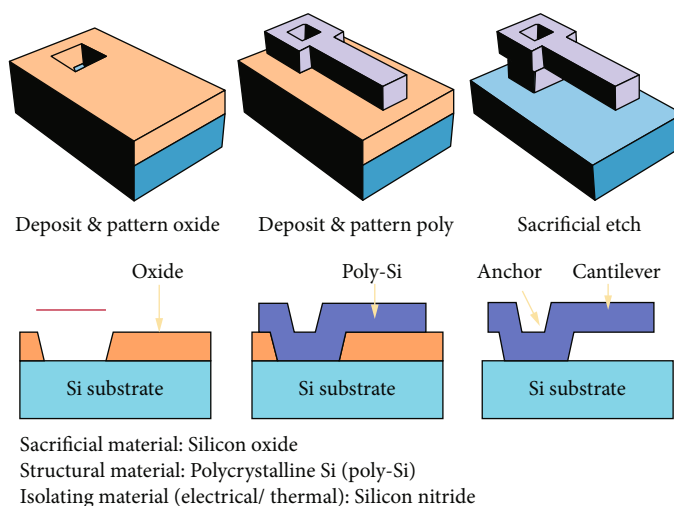 Deposit & pattern oxide
Deposit & pattern poly
Sacrificial etch
Oxide
Poly-Si
Anchor
Cantilever
Si substrate
Si substrate
Si substrate
Sacrificial material: Silicon oxide
Structural material: Polycrystalline Si (poly-Si)
Isolating material (electrical/ thermal): Silicon nitride